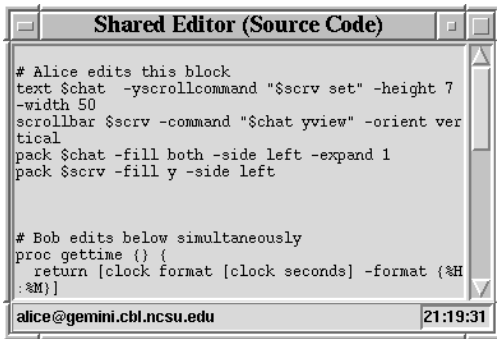 Shared Editor (Source Code)
# Alice edits this block
text $chat  -yscrollcommand "$scrv set" -height 7
-width 50
scrollbar $scrv -command "$chat yview" -orient ver
tical
pack $chat -fill both -side left -expand 1
pack $scrv -fill y -side left
# Bob edits below simultaneously
proc gettime {} {
  return [clock format [clock seconds] -format {%H
:%M}]
alice@gemini.cbl.ncsu.edu 21:19:31